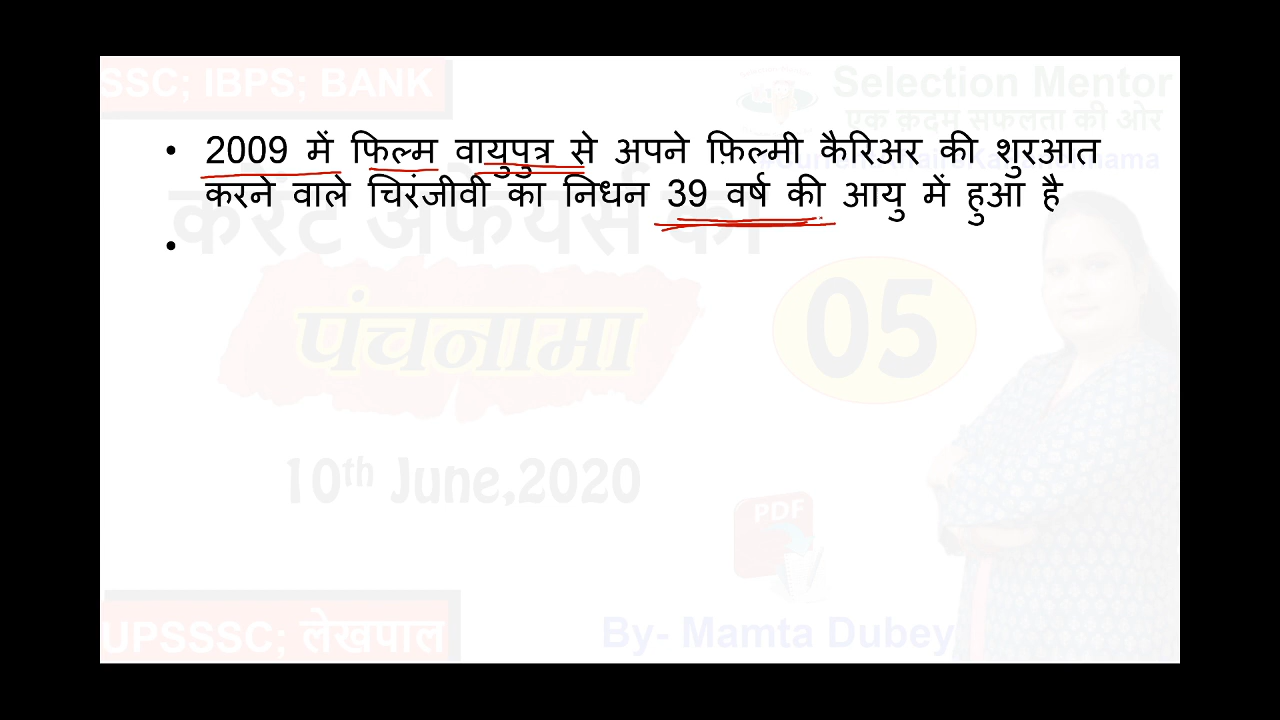 SSC; IBPS; BANK
Selection Mentor
एक क़दम सफलता की ओर
• 2009 में फिल्म वायुपुत्र से अपने फ़िल्मी कैरिअर की शुरआत
करने वाले चिरंजीवी का निधन 39 वर्ष की आयु में हुआ है
•
करंट अफेयर्स का
पंचनामा
05
10th June,2020
PDF
UPSSSC; लेखपाल
By- Mamta Dubey